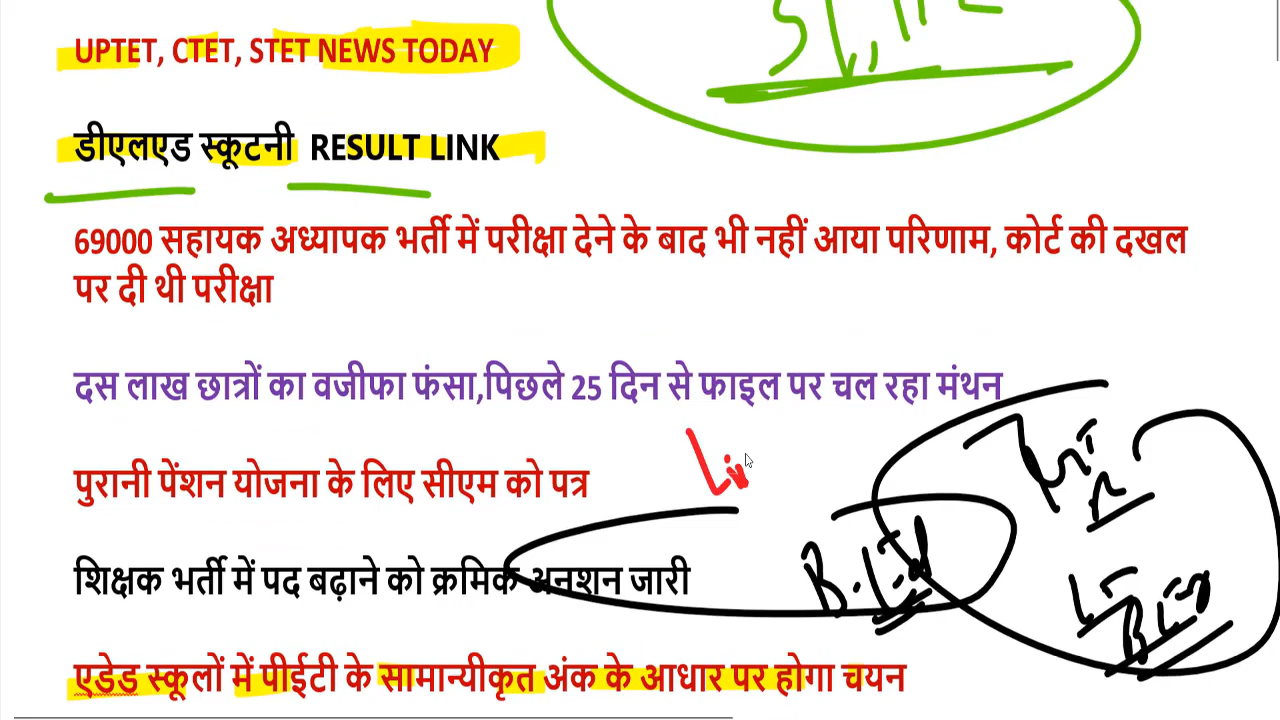 UPTET, CTET, STET NEWS TODAY
डीएलएड स्कूटनी RESULT LINK
69000 सहायक अध्यापक भर्ती में परीक्षा देने के बाद भी नहीं आया परिणाम, कोर्ट की दखल
पर दी थी परीक्षा
दस लाख छात्रों का वजीफा फंसा,पिछले 25 दिन से फाइल पर चल रहा मंथन
पुरानी पेंशन योजना के लिए सीएम को पत्र
शिक्षक भर्ती में पद बढ़ाने को क्रमिक अनशन जारी
एडेड स्कूलों में पीईटी के सामान्यीकृत अंक के आधार पर होगा चयन